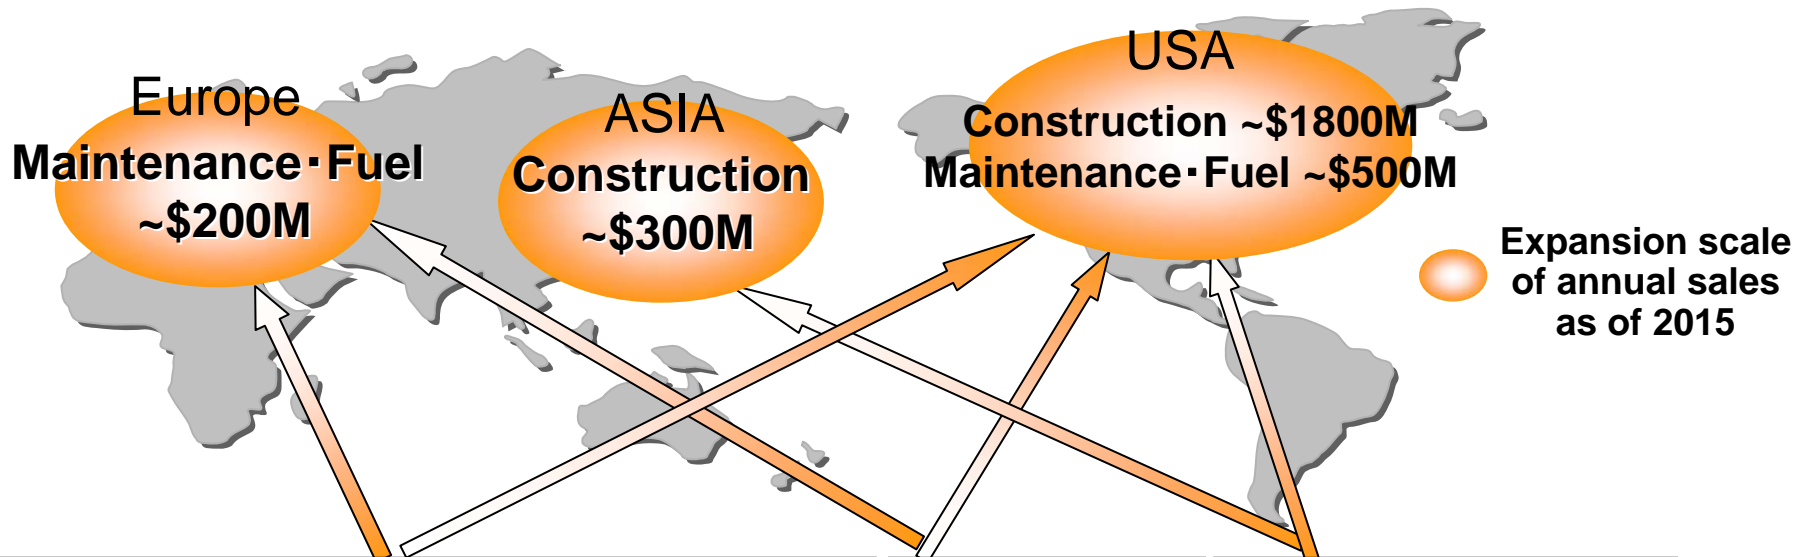 Europe
Maintenance・Fuel
~$200M
ASIA
Construction
~$300M
USA
Construction ~$1800M
Maintenance・Fuel ~$500M
Expansion scale
of annual sales
as of 2015